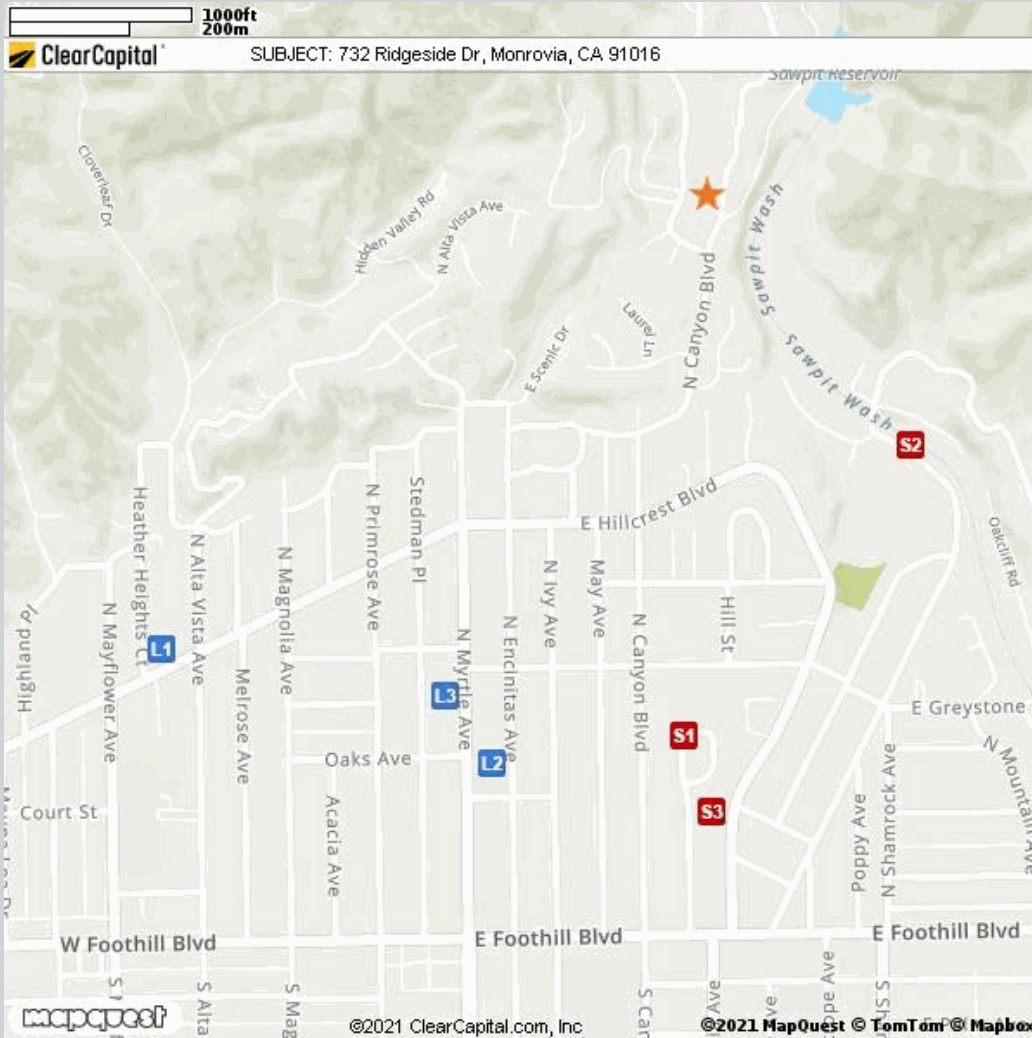 1000ft
200m
ClearCapital
SUBJECT: 732 Ridgeside Dr, Monrovia, CA 91016
Sawpit Reservoir
Cloverleaf Dr
Hidden Valley Rd
N Alta Vista Ave
Sawpit Wash
Sawpit Wash
N Canyon Blvd
Laurel Ln
E Scenic Dr
S2
E Hillcrest Blvd
Heather Heights Ct
N Alta Vista Ave
N Magnolia Ave
N Primrose Ave
Stedman Pl
N Ivy Ave
May Ave
Oakcliff Rd
Highland Pl
N Mayflower Ave
L1
Melrose Ave
N Myrtle Ave
N Encinitas Ave
N Canyon Blvd
Hill St
L3
E Greystone
S1
L2
Oaks Ave
N Mountain Ave
N Shamrock Ave
Court St
Acacia Ave
S3
Poppy Ave
W Foothill Blvd
E Foothill Blvd
E Foothill Blvd
S Alta
S Mag
S Car
Ave
mapquest
©2021 ClearCapital.com, Inc
©2021 MapQuest © TomTom © Mapbox